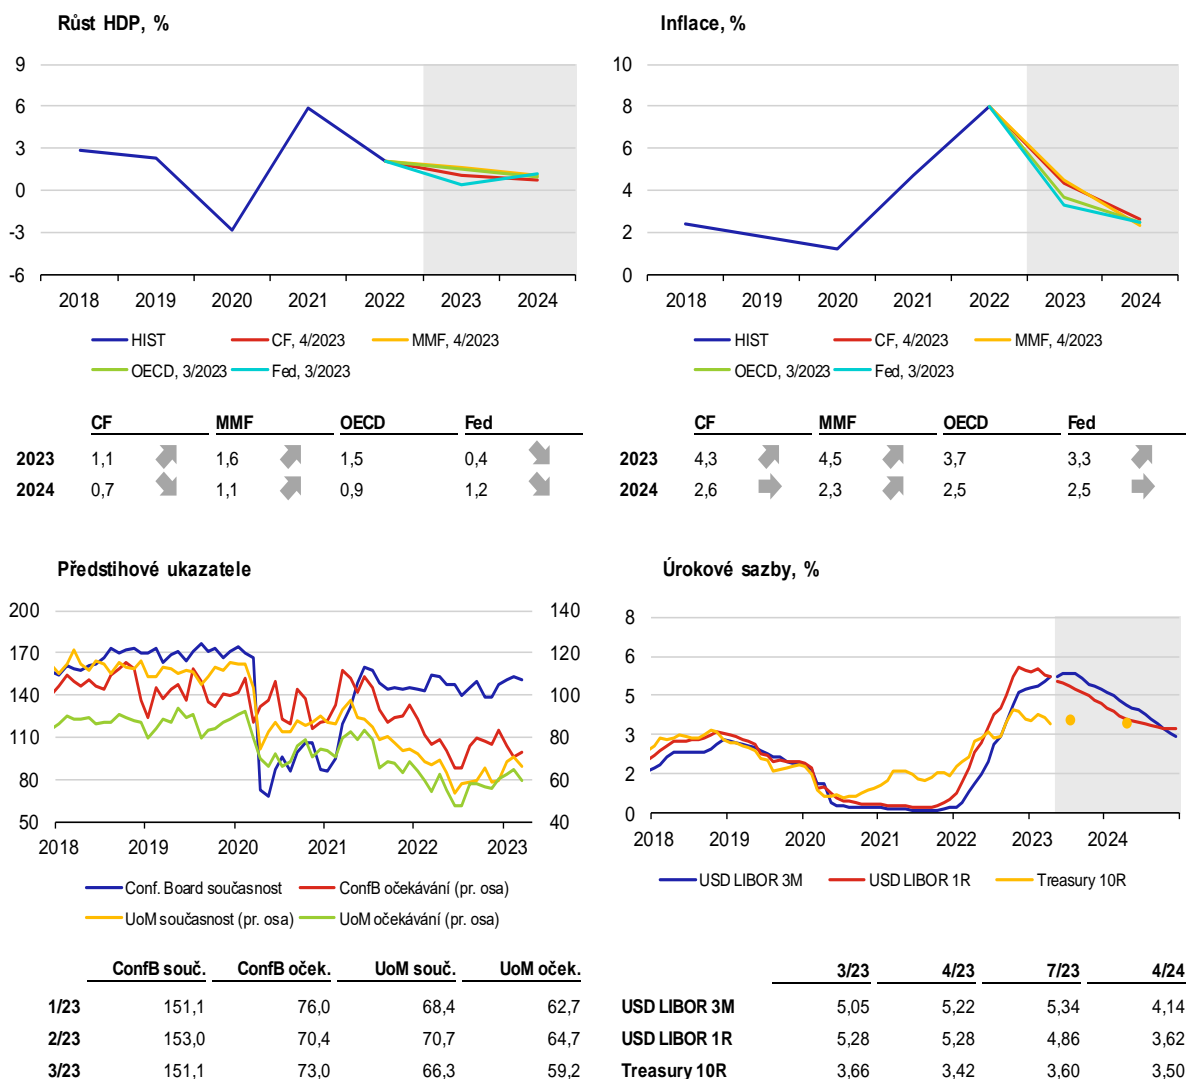 Růst HDP, %
9
6
3
0
-3
-6
2018 2019 2020 2021 2022 2023 2024
HIST CF, 4/2023 MMF, 4/2023
OECD, 3/2023 Fed, 3/2023
CF MMF OECD Fed
2023 1,1 1,6 1,5 0,4
2024 0,7 1,1 0,9 1,2
Inflace, %
10
8
6
4
2
0
2018 2019 2020 2021 2022 2023 2024
HIST CF, 4/2023 MMF, 4/2023
OECD, 3/2023 Fed, 3/2023
CF MMF OECD Fed
2023 4,3 4,5 3,7 3,3
2024 2,6 2,3 2,5 2,5
Předstihové ukazatele
200 140
170 120
140 100
110 80
80 60
50 40
2018 2019 2020 2021 2022 2023
Conf. Board současnost ConfB očekávání (pr. osa)
UoM současnost (pr. osa) UoM očekávání (pr. osa)
ConfB souč. ConfB oček. UoM souč. UoM oček.
1/23 151,1 76,0 68,4 62,7
2/23 153,0 70,4 70,7 64,7
3/23 151,1 73,0 66,3 59,2
Úrokové sazby, %
8
6
5
3
2
0
2018 2019 2020 2021 2022 2023 2024
USD LIBOR 3M USD LIBOR 1R Treasury 10R
3/23 4/23 7/23 4/24
USD LIBOR 3M 5,05 5,22 5,34 4,14
USD LIBOR 1R 5,28 5,28 4,86 3,62
Treasury 10R 3,66 3,42 3,60 3,50